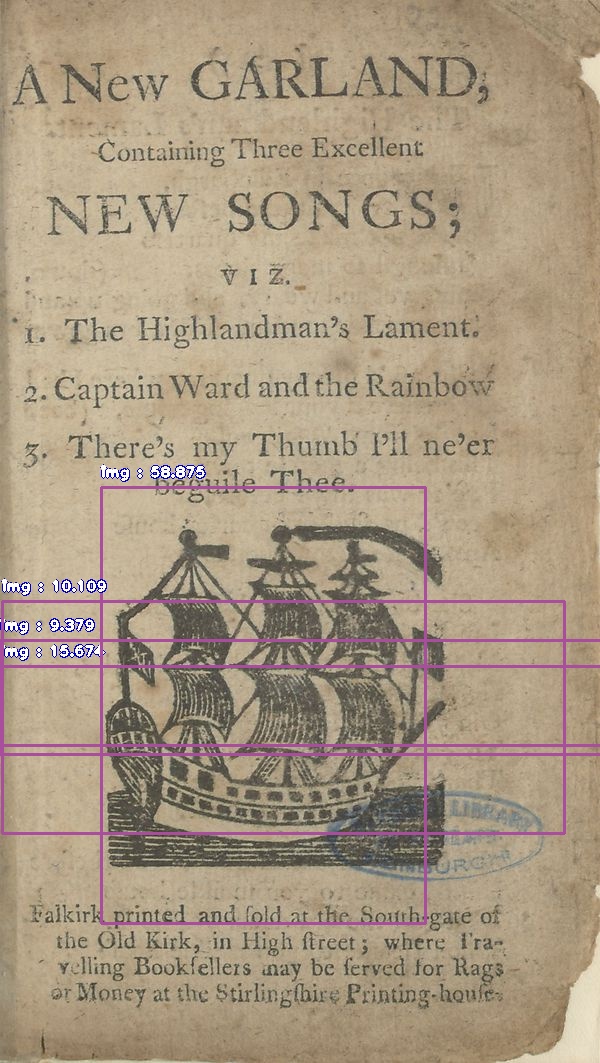 A New GARLAND,
Containing Three Excellent
NEW SONGS;
VIZ.
1. The Highlandman's Lament.
2. Captain Ward and the Rainbow
3. There's my Thumb I'll ne'er
beguile Thee.
Img : 58.875
Img : 10.109
Img : 9.379
Img : 15.674
LIBRARY
EDINBURGH
Falkirk printed and ſold at the South-gate of
the Old Kirk, in High ſtreet; where Tra-
velling Bookſellers may be ſerved for Rags
or Money at the Stirlingſhire Printing-houſe.